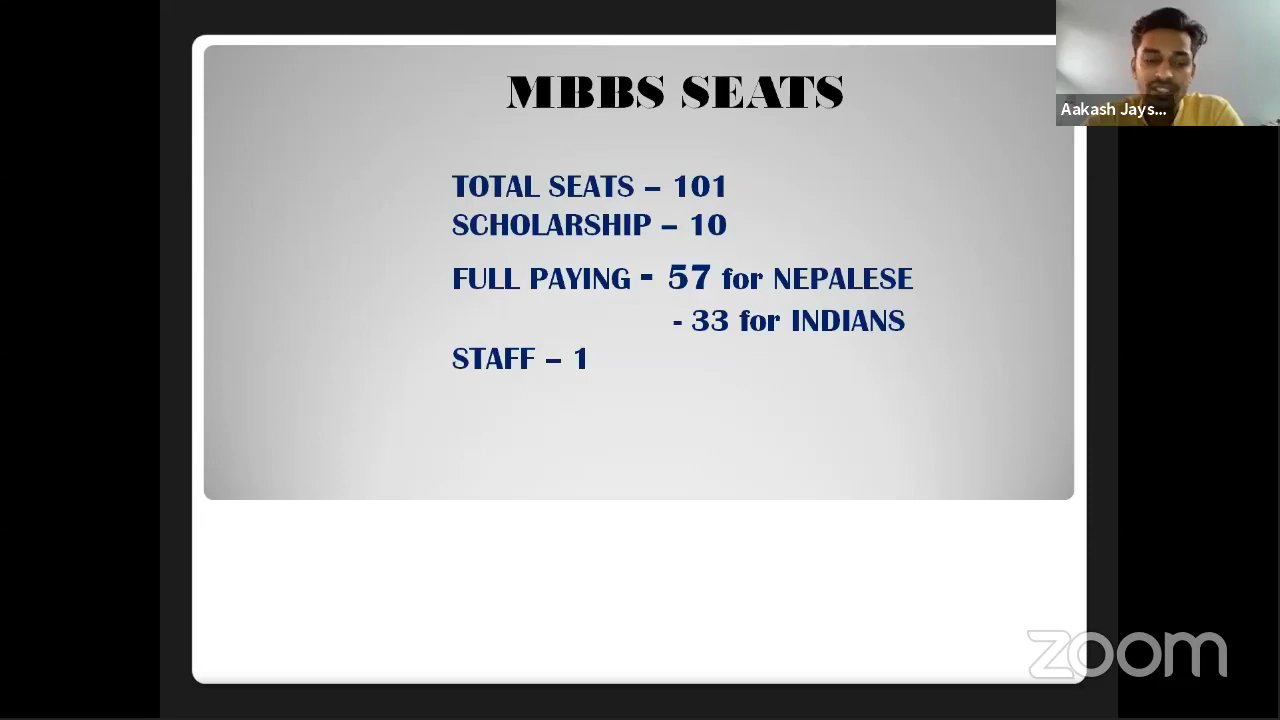 MBBS SEATS
Aakash Jays...
TOTAL SEATS – 101
SCHOLARSHIP – 10
FULL PAYING - 57 for NEPALESE
- 33 for INDIANS
STAFF – 1
zoom